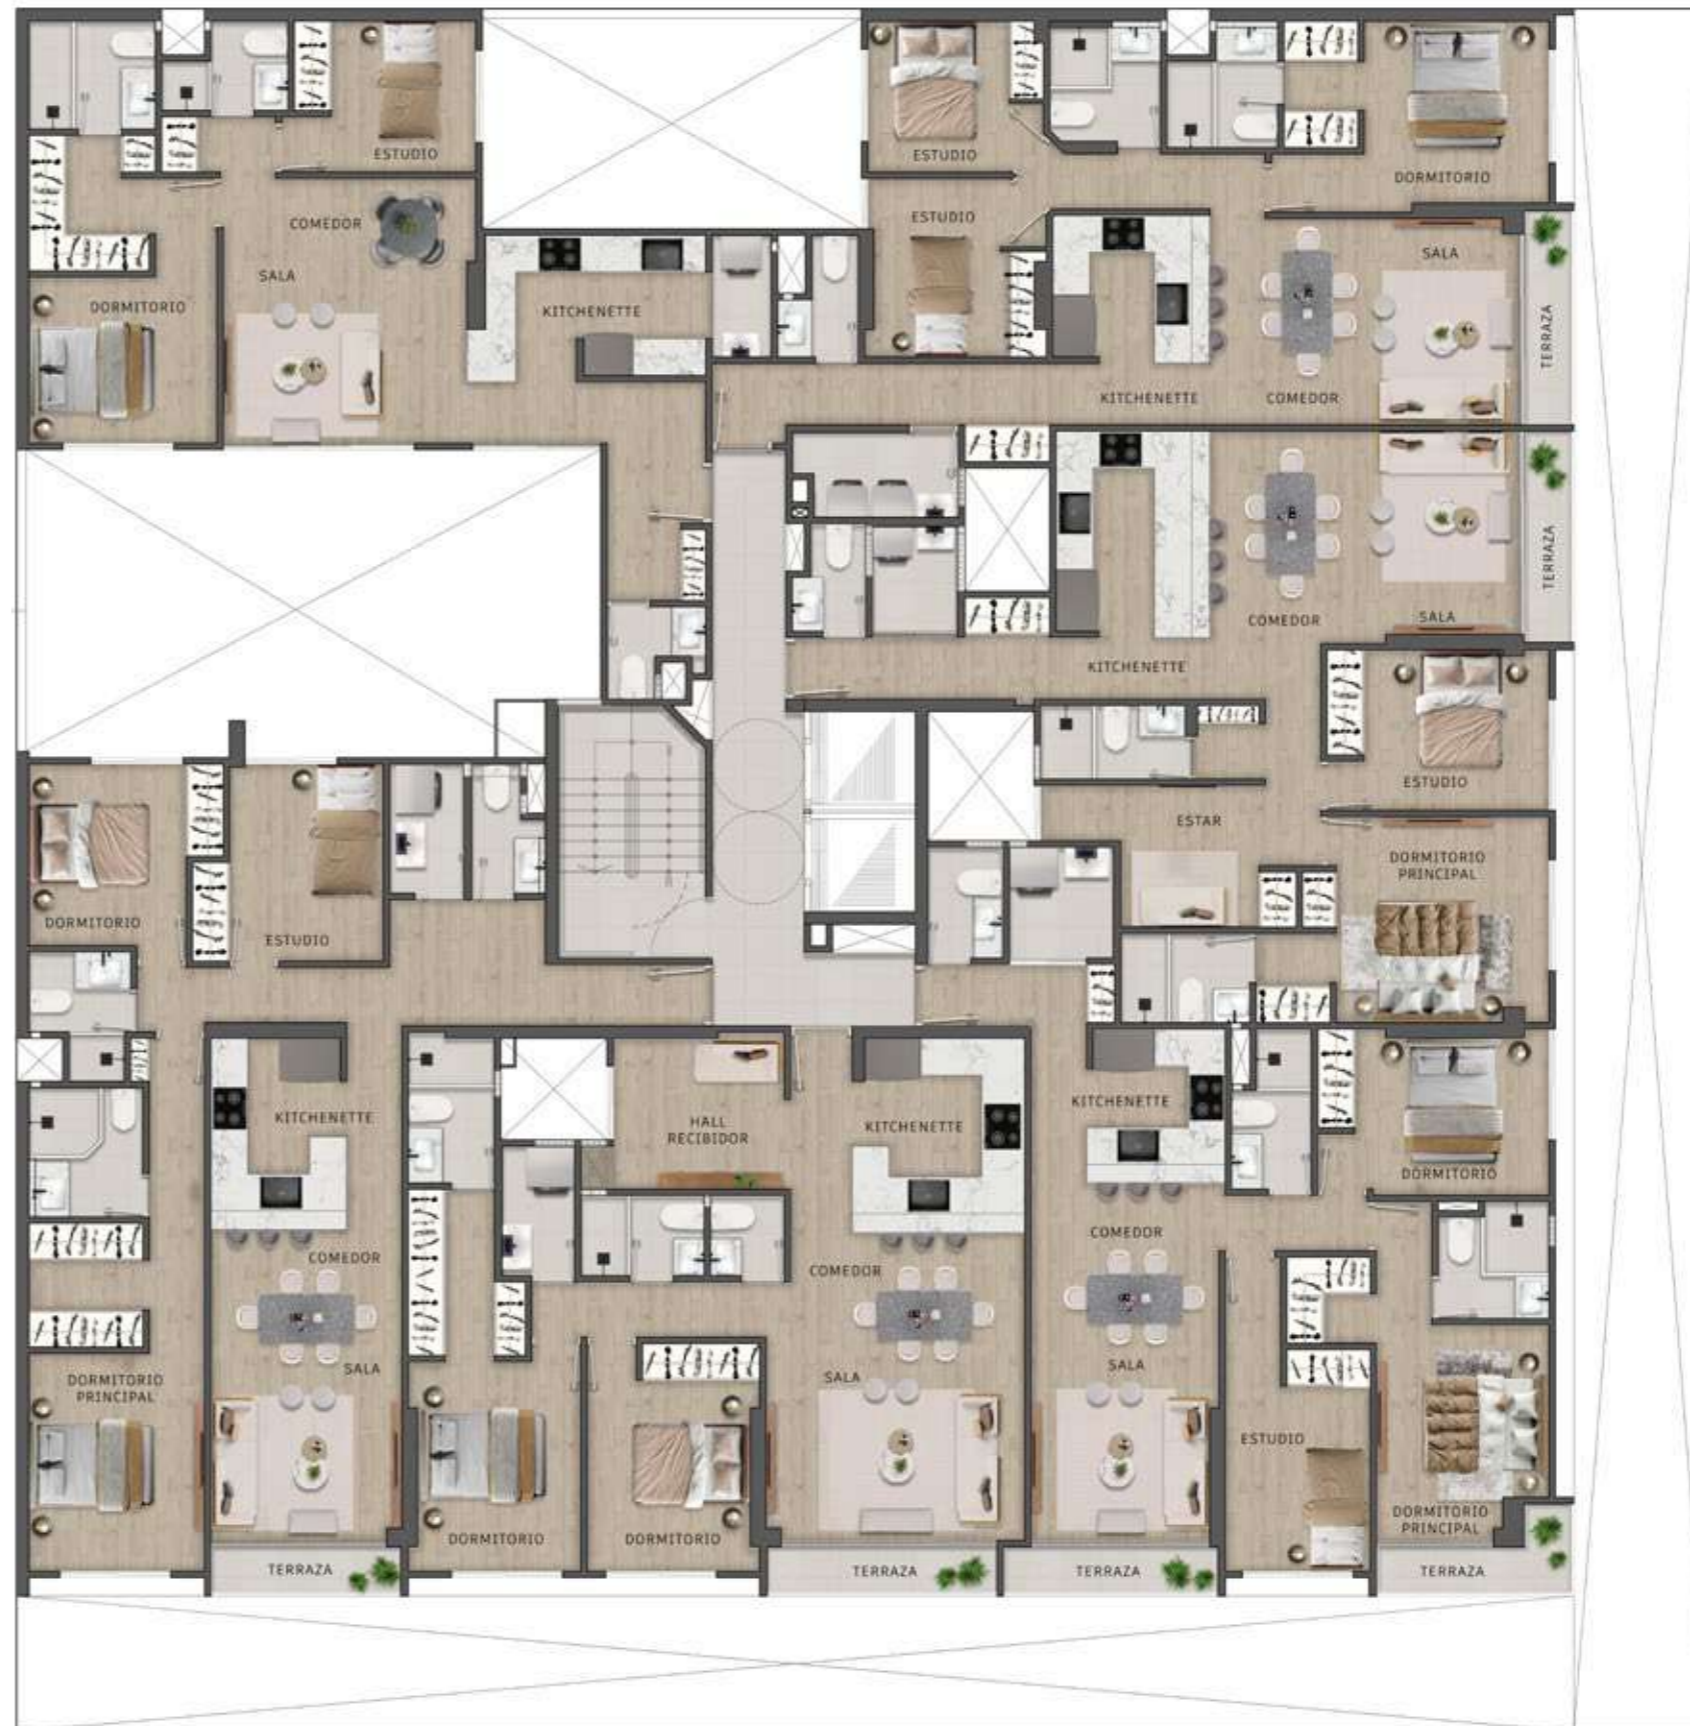 ESTUDIO
COMEDOR
SALA
DORMITORIO
KITCHENETTE
ESTUDIO
ESTUDIO
DORMITORIO
SALA
TERRAZA
KITCHENETTE
COMEDOR
TERRAZA
COMEDOR
SALA
KITCHENETTE
ESTUDIO
ESTAR
DORMITORIO
PRINCIPAL
DORMITORIO
ESTUDIO
KITCHENETTE
HALL
RECIBIDOR
KITCHENETTE
KITCHENETTE
DORMITORIO
COMEDOR
COMEDOR
COMEDOR
SALA
SALA
SALA
DORMITORIO
PRINCIPAL
ESTUDIO
DORMITORIO
DORMITORIO
DORMITORIO
PRINCIPAL
TERRAZA
TERRAZA
TERRAZA
TERRAZA